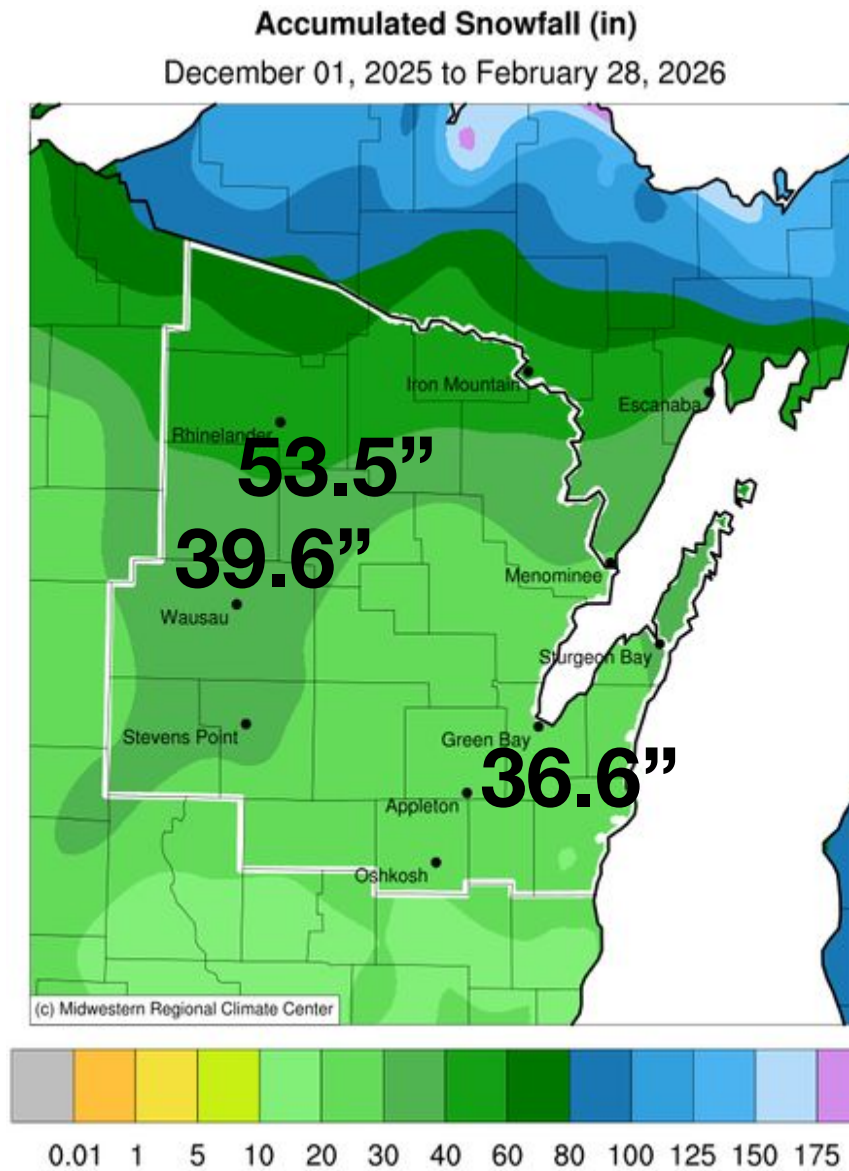 Accumulated Snowfall (in)
December 01, 2025 to February 28, 2026
Iron Mountain
Escanaba
Rhinelander
53.5”
39.6”
Menominee
Wausau
Sturgeon Bay
Stevens Point
Green Bay
36.6”
Appleton
Oshkosh
(c) Midwestern Regional Climate Center
0.01 1 5 10 20 30 40 60 80 100 125 150 175